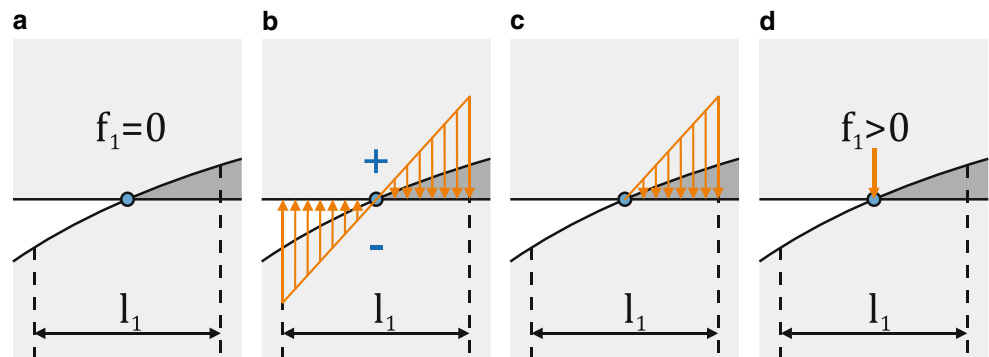 a b c d
f₁=0 + f₁>0
-
l₁ l₁ l₁ l₁